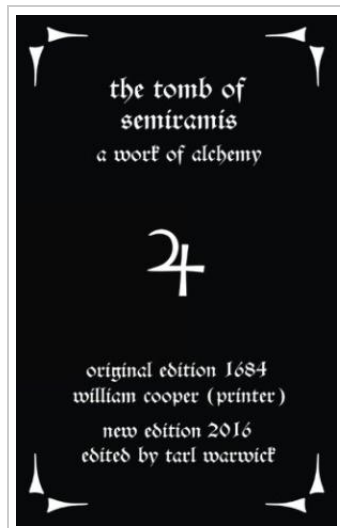 the tomb of
semiramis
a work of alchemy
♃
original edition 1684
william cooper (printer)
new edition 2016
edited by tarl warwick